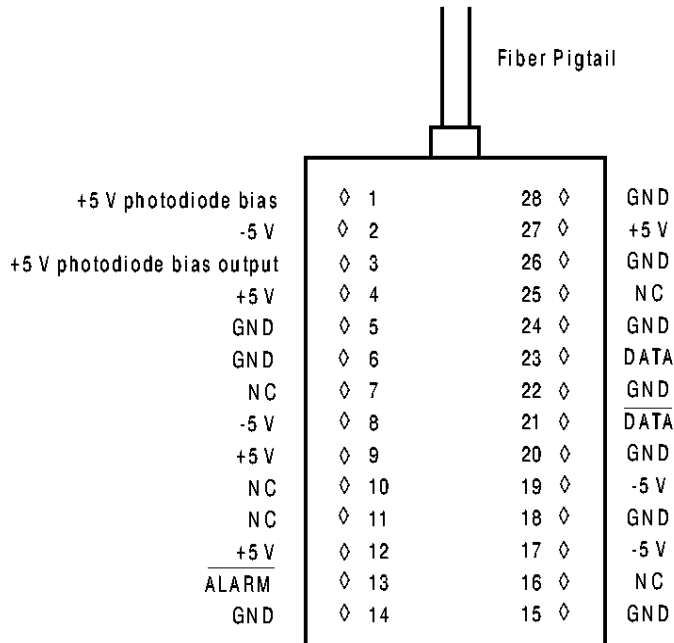 Fiber Pigtail
+5 V photodiode bias ◊ 1 28 ◊ GND
-5 V ◊ 2 27 ◊ +5 V
+5 V photodiode bias output ◊ 3 26 ◊ GND
+5 V ◊ 4 25 ◊ NC
GND ◊ 5 24 ◊ GND
GND ◊ 6 23 ◊ DATA
NC ◊ 7 22 ◊ GND
-5 V ◊ 8 21 ◊ D̅A̅T̅A̅
+5 V ◊ 9 20 ◊ GND
NC ◊ 10 19 ◊ -5 V
NC ◊ 11 18 ◊ GND
+5 V ◊ 12 17 ◊ -5 V
A̅L̅A̅R̅M̅ ◊ 13 16 ◊ NC
GND ◊ 14 15 ◊ GND